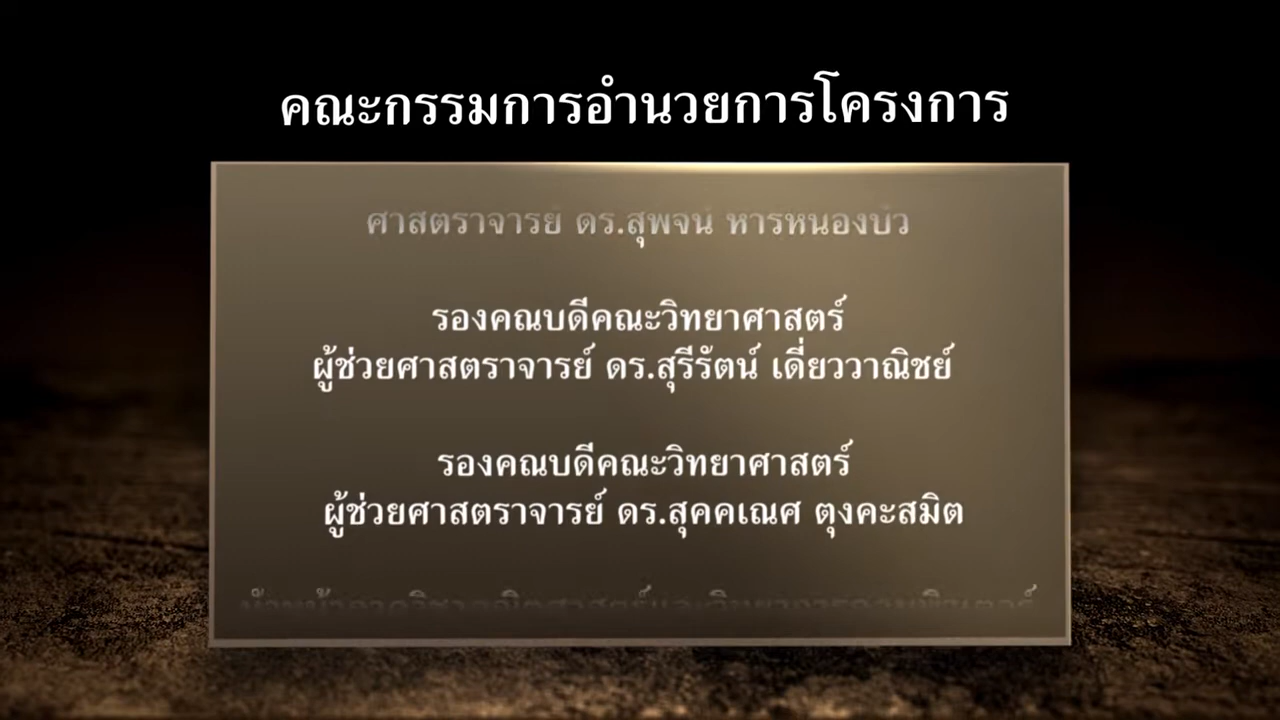 คณะกรรมการอำนวยการโครงการ
ศาสตราจารย์ ดร.สุพจน์ หารหนองบัว
รองคณบดีคณะวิทยาศาสตร์
ผู้ช่วยศาสตราจารย์ ดร.สุรีรัตน์ เดี่ยววาณิชย์
รองคณบดีคณะวิทยาศาสตร์
ผู้ช่วยศาสตราจารย์ ดร.สุคคเณศ ตุงคะสมิต